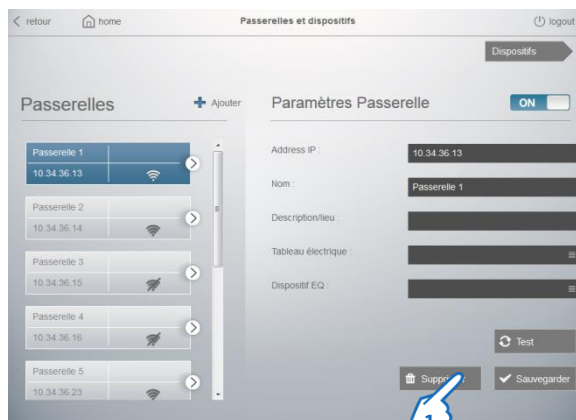 retour home Passerelles et dispositifs logout
Dispositifs
Passerelles Ajouter Paramètres Passerelle ON
Passerelle 1
10.34.36.13
Passerelle 2
10.34.36.14
Passerelle 3
10.34.36.15
Passerelle 4
10.34.36.16
Passerelle 5
10.34.36.23
Address IP : 10.34.36.13
Nom : Passerelle 1
Description/lieu :
Tableau électrique :
Dispositif EQ :
Test
Sauvegarder
1